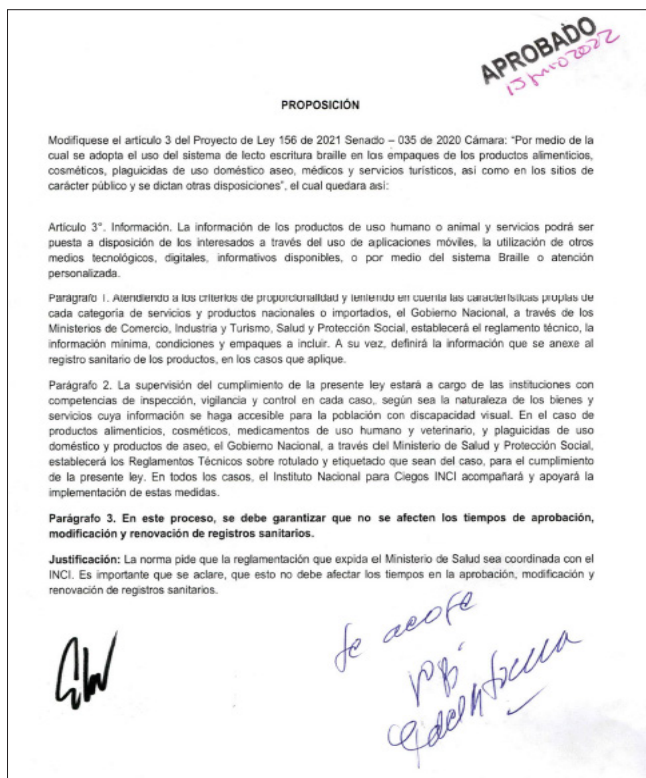 APROBADO
13 junio 2022
PROPOSICIÓN
Modifiquese el articulo 3 del Proyecto de Ley 156 de 2021 Senado – 035 de 2020 Cámara: "Por medio de la
cual se adopta el uso del sistema de lecto escritura braille en los empaques de los productos alimenticios,
cosméticos, plaguicidas de uso doméstico aseo, médicos y servicios turísticos, así como en los sitios de
carácter público y se dictan otras disposiciones", el cual quedara asi:
Articulo 3°. Información. La información de los productos de uso humano o animal y servicios podrá ser
puesta a disposición de los interesados a través del uso de aplicaciones móviles, la utilización de otros
medios tecnológicos, digitales, informativos disponibles, o por medio del sistema Braille o atención
personalizada.
Parágrafo 1. Atendiendo a los criterios de proporcionalidad y teniendo en cuenta las características propias de
cada categoria de servicios y productos nacionales o importados, el Gobierno Nacional, a través de los
Ministerios de Comercio, Industria y Turismo, Salud y Protección Social, establecerá el reglamento técnico, la
información mínima, condiciones y empaques a incluir. A su vez, definirá la información que se anexe al
registro sanitario de los productos, en los casos que aplique.
Parágrafo 2. La supervisión del cumplimiento de la presente ley estará a cargo de las instituciones con
competencias de inspección, vigilancia y control en cada caso, según sea la naturaleza de los bienes y
servicios cuya información se haga accesible para la población con discapacidad visual. En el caso de
productos alimenticios, cosméticos, medicamentos de uso humano y veterinario, y plaguicidas de uso
doméstico y productos de aseo, el Gobierno Nacional, a través del Ministerio de Salud y Protección Social,
establecerá los Reglamentos Técnicos sobre rotulado y etiquetado que sean del caso, para el cumplimiento
de la presente ley. En todos los casos, el Instituto Nacional para Ciegos INCI acompañará y apoyará la
implementación de estas medidas.
Parágrafo 3. En este proceso, se debe garantizar que no se afecten los tiempos de aprobación,
modificación y renovación de registros sanitarios.
Justificación: La norma pide que la reglamentación que expida el Ministerio de Salud sea coordinada con el
INCI. Es importante que se aclare, que esto no debe afectar los tiempos en la aprobación, modificación y
renovación de registros sanitarios.
Se acoge